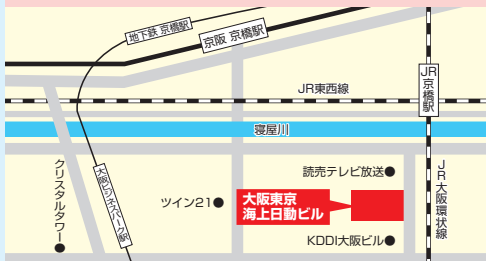 地下鉄 京橋駅
京阪 京橋駅
JR京橋駅
JR東西線
寝屋川
読売テレビ放送
クリスタルタワー
大阪ビジネスパーク駅
ツイン21
大阪東京
海上日動ビル
JR大阪環状線
KDDI大阪ビル